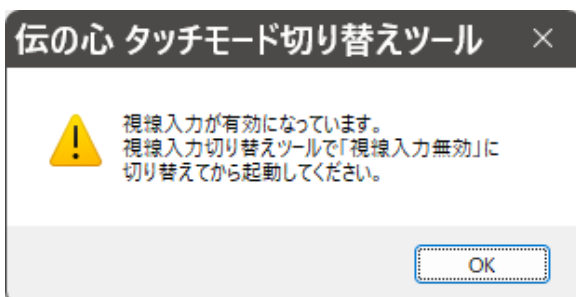 伝の心 タッチモード切り替えツール
視線入力が有効になっています。
視線入力切り替えツールで「視線入力無効」に
切り替えてから起動してください。
OK